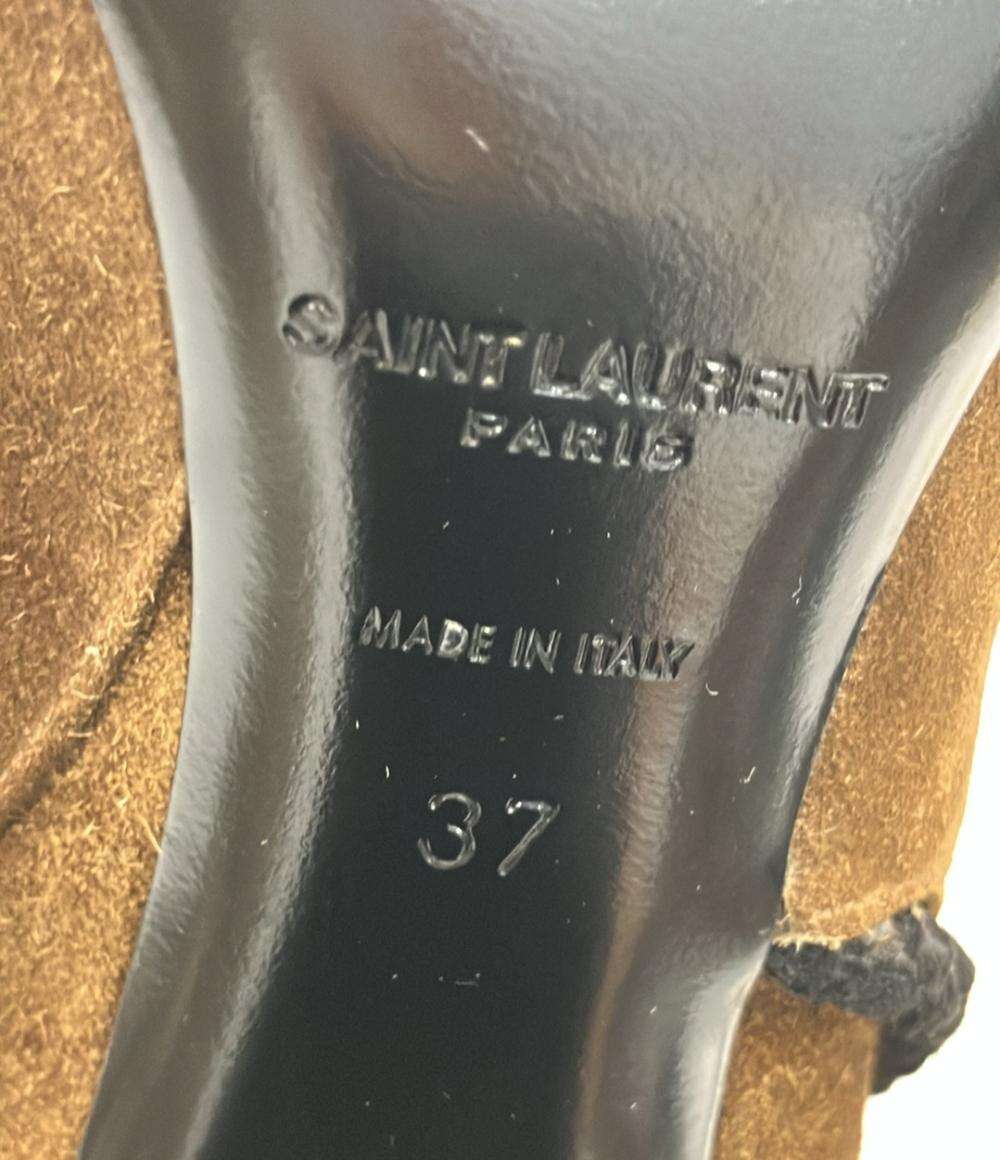 SAINT LAURENT
PARIS
MADE IN ITALY
37